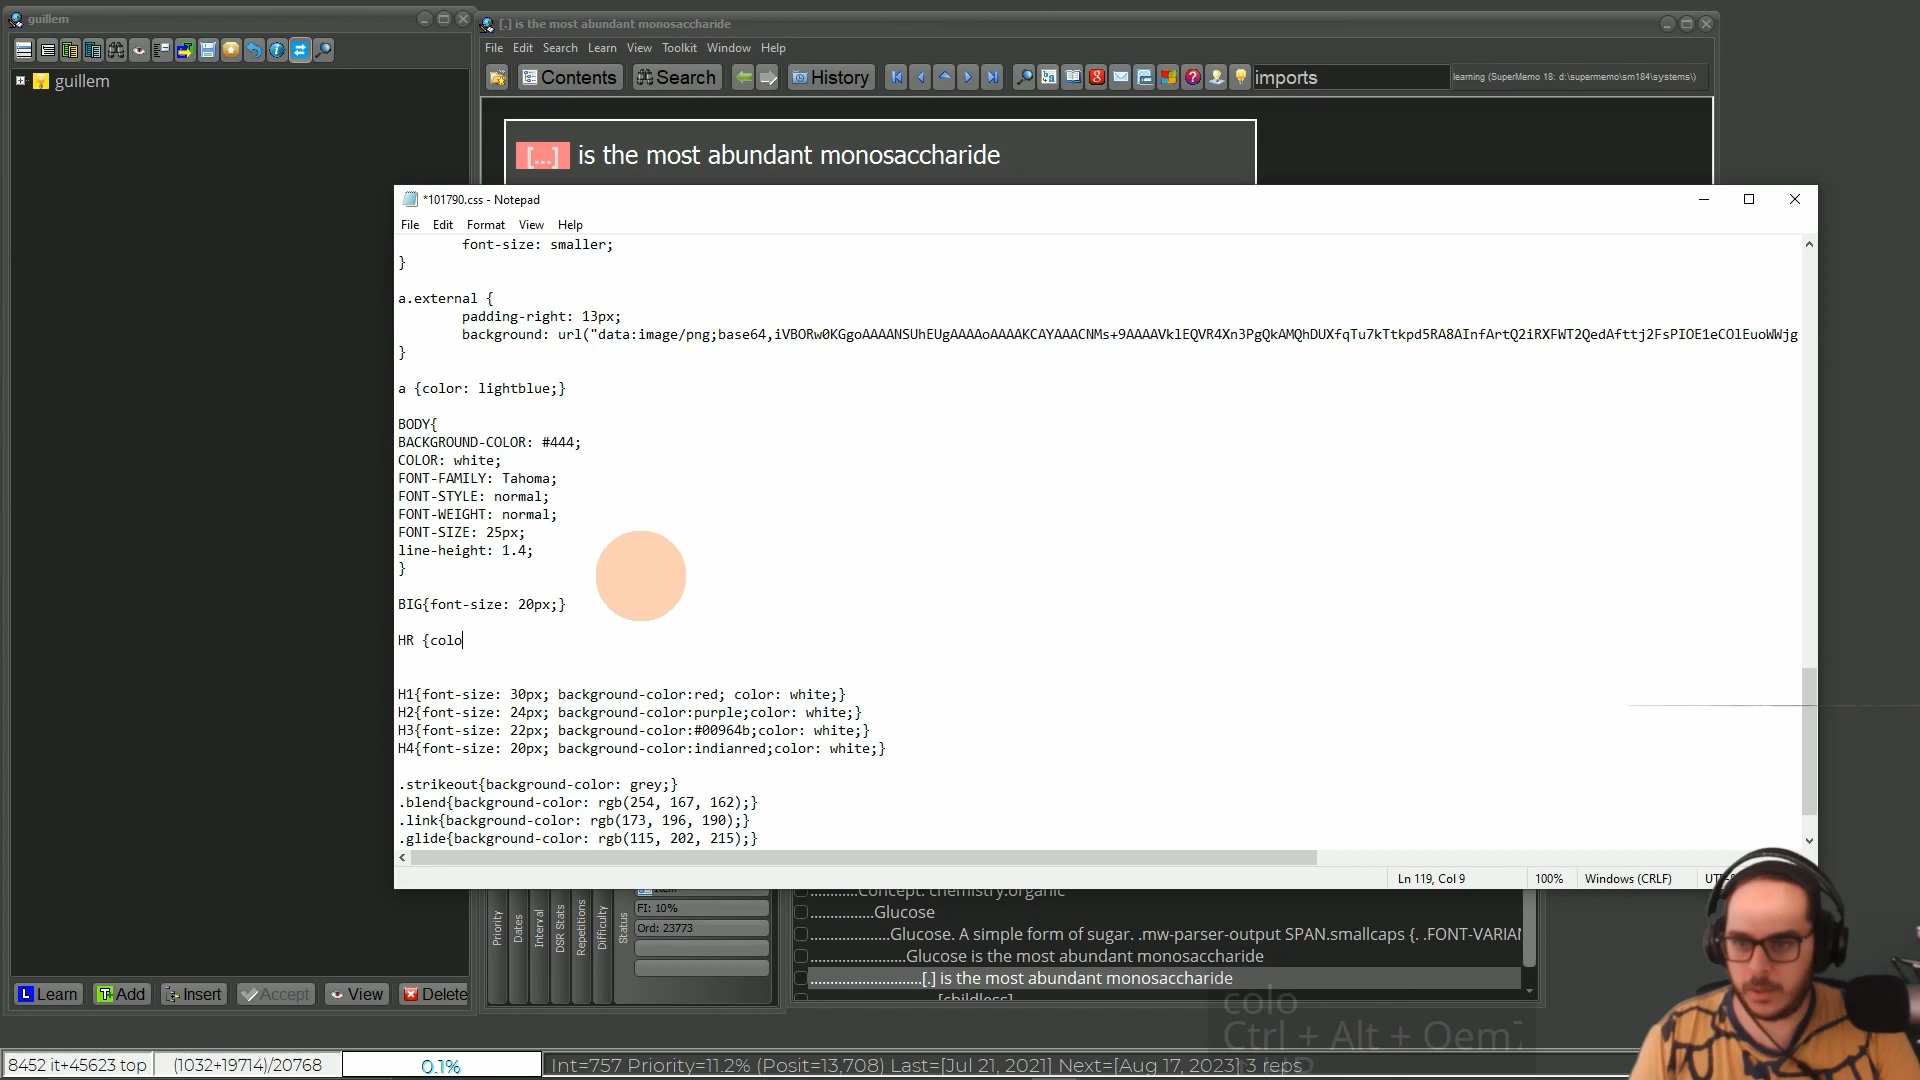 guillem
[.] is the most abundant monosaccharide
File Edit Search Learn View Toolkit Window Help
Contents Search History imports learning (SuperMemo 18: d:\supermemo\sm184\systems\)
guillem
[...] is the most abundant monosaccharide
*101790.css - Notepad
File Edit Format View Help
font-size: smaller;
}
a.external {
padding-right: 13px;
background: url("data:image/png;base64,iVBORw0KGgoAAAANSUhEUgAAAAoAAAAKCAYAAACNMs+9AAAAVklEQVR4Xn3PgQkAMQhDUXfqTu7kTtkpd5RA8AInfArtQ2iRXFWT2QedAfttj2FsPIOE1eCOlEuoWWjg
}
a {color: lightblue;}
BODY{
BACKGROUND-COLOR: #444;
COLOR: white;
FONT-FAMILY: Tahoma;
FONT-STYLE: normal;
FONT-WEIGHT: normal;
FONT-SIZE: 25px;
line-height: 1.4;
}
BIG{font-size: 20px;}
HR {colo
H1{font-size: 30px; background-color:red; color: white;}
H2{font-size: 24px; background-color:purple;color: white;}
H3{font-size: 22px; background-color:#00964b;color: white;}
H4{font-size: 20px; background-color:indianred;color: white;}
.strikeout{background-color: grey;}
.blend{background-color: rgb(254, 167, 162);}
.link{background-color: rgb(173, 196, 190);}
.glide{background-color: rgb(115, 202, 215);}
Ln 119, Col 9 100% Windows (CRLF)
Priority Dates Interval DSR Stats Repetitions Difficulty Status
FI: 10%
Ord: 23773
...........Concept: chemistry.organic
................Glucose
....................Glucose. A simple form of sugar. .mw-parser-output SPAN.smallcaps {. .FONT-VARIAN
........................Glucose is the most abundant monosaccharide
............................[.] is the most abundant monosaccharide
[childless]
Learn Add Insert Accept View Delete
colo
Ctrl + Alt + Oem
8452 it+45623 top (1032+19714)/20768 0.1% Int=757 Priority=11.2% (Posit=13,708) Last=[Jul 21, 2021] Next=[Aug 17, 2023] 3 reps